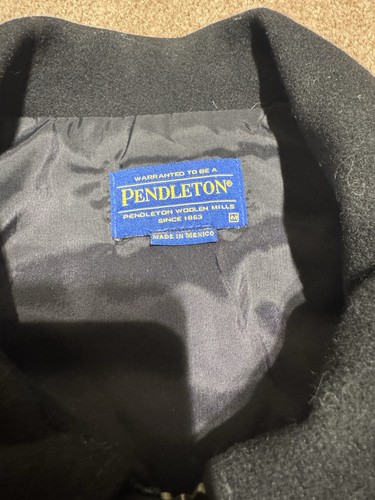 WARRANTED TO BE A
PENDLETON®
PENDLETON WOOLEN MILLS
SINCE 1863
M
MADE IN MEXICO